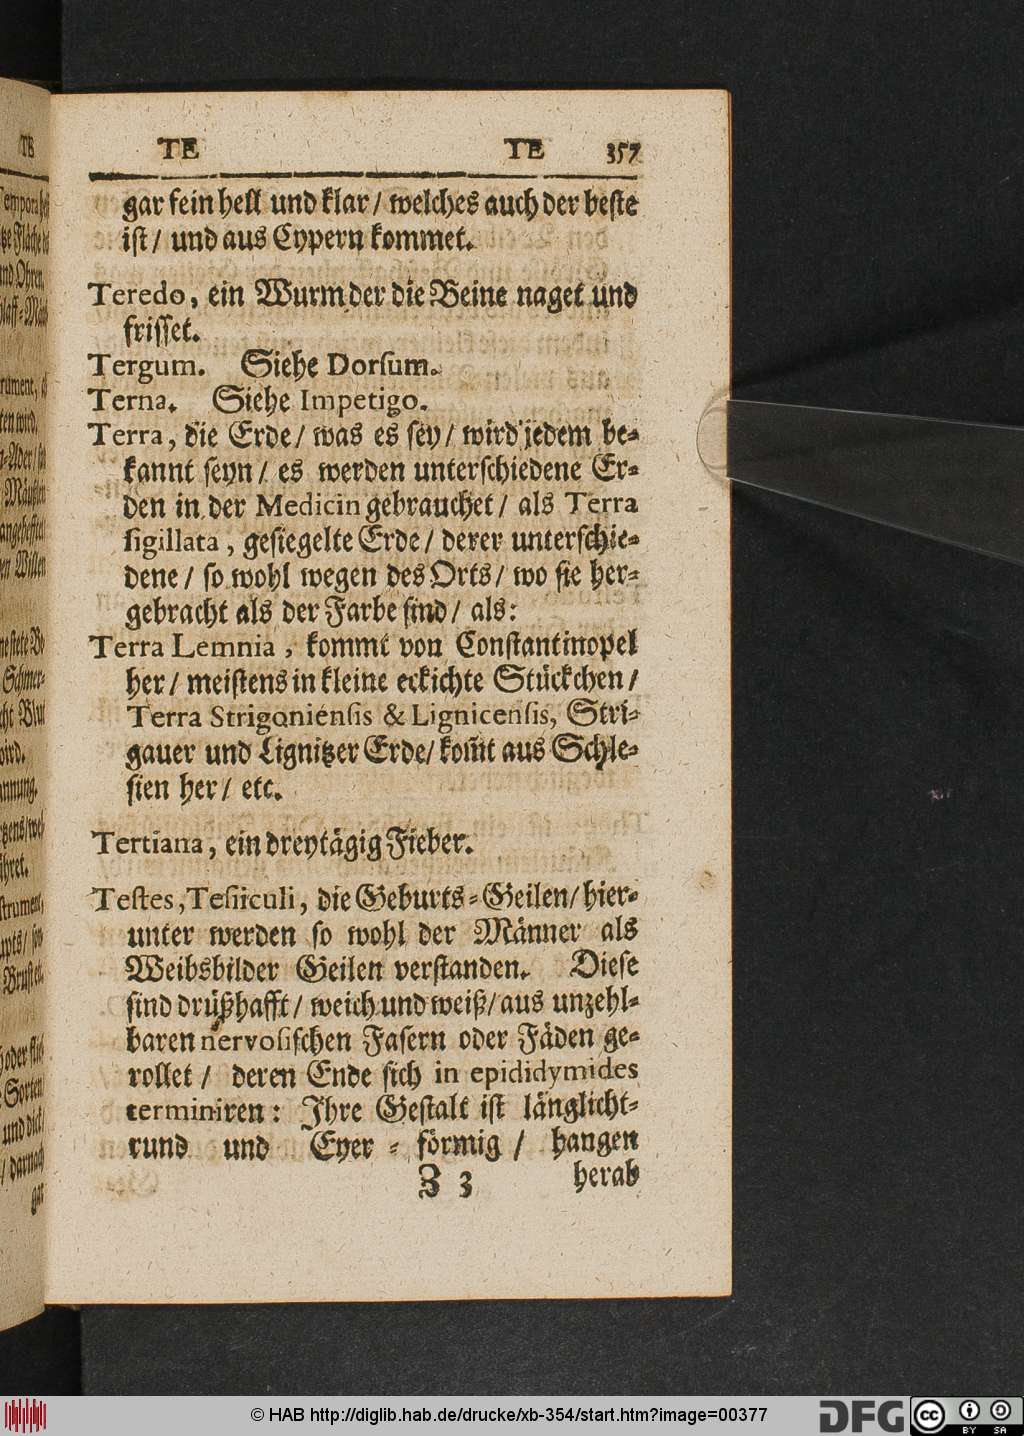 TE TE 357
gar fein hell und klar / welches auch der beste
ist / und aus Cypern kommet.
Teredo, ein Wurm der die Beine naget und
frisset.
Tergum. Siehe Dorsum.
Terna. Siehe Impetigo.
Terra, die Erde / was es sey / wird jedem be-
kannt seyn / es werden unterschiedene Er-
den in der Medicin gebrauchet / als Terra
sigillata, gesiegelte Erde / derer unterschie-
dene / so wohl wegen des Orts / wo sie her-
gebracht als der Farbe sind / als:
Terra Lemnia, kommt von Constantinopel
her / meistens in kleine eckichte Stückchen /
Terra Strigoniensis & Lignicensis, Stri-
gauer und Lignitzer Erde / kom̃t aus Schle-
sien her / etc.
Tertiana, ein dreytägig Fieber.
Testes, Testiculi, die Geburts-Geilen / hier-
unter werden so wohl der Männer als
Weibsbilder Geilen verstanden. Diese
sind drüßhafft / weich und weiß / aus unzehl-
baren nervosischen Fasern oder Fäden ge-
rollet / deren Ende sich in epididymides
terminiren: Ihre Gestalt ist länglicht-
rund und Eyer-förmig / hangen
Z 3 herab
© HAB http://diglib.hab.de/drucke/xb-354/start.htm?image=00377
DFG
cc BY SA